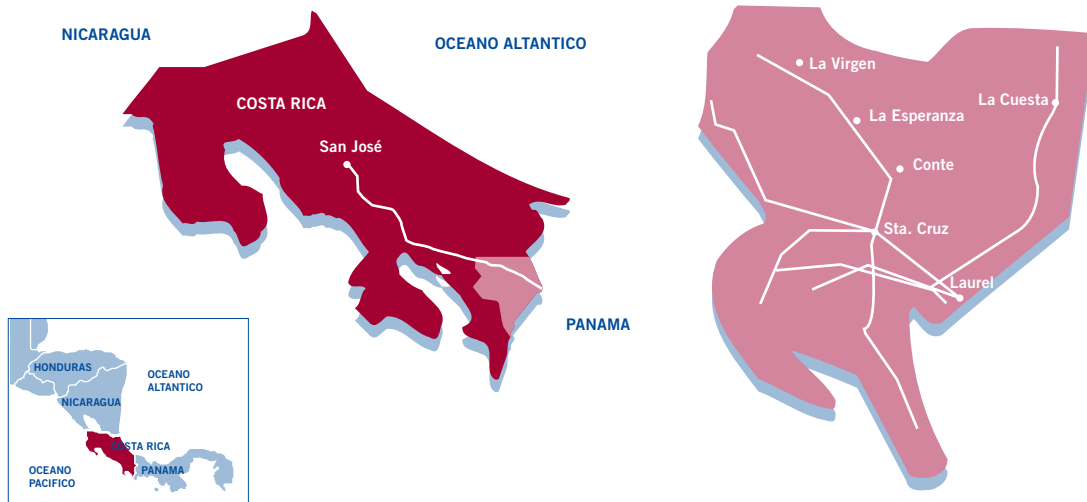 NICARAGUA
OCEANO ALTANTICO
COSTA RICA
San José
PANAMA
La Virgen
La Cuesta
La Esperanza
Conte
Sta. Cruz
Laurel
HONDURAS
OCEANO
ALTANTICO
NICARAGUA
COSTA RICA
OCEANO
PACIFICO
PANAMA